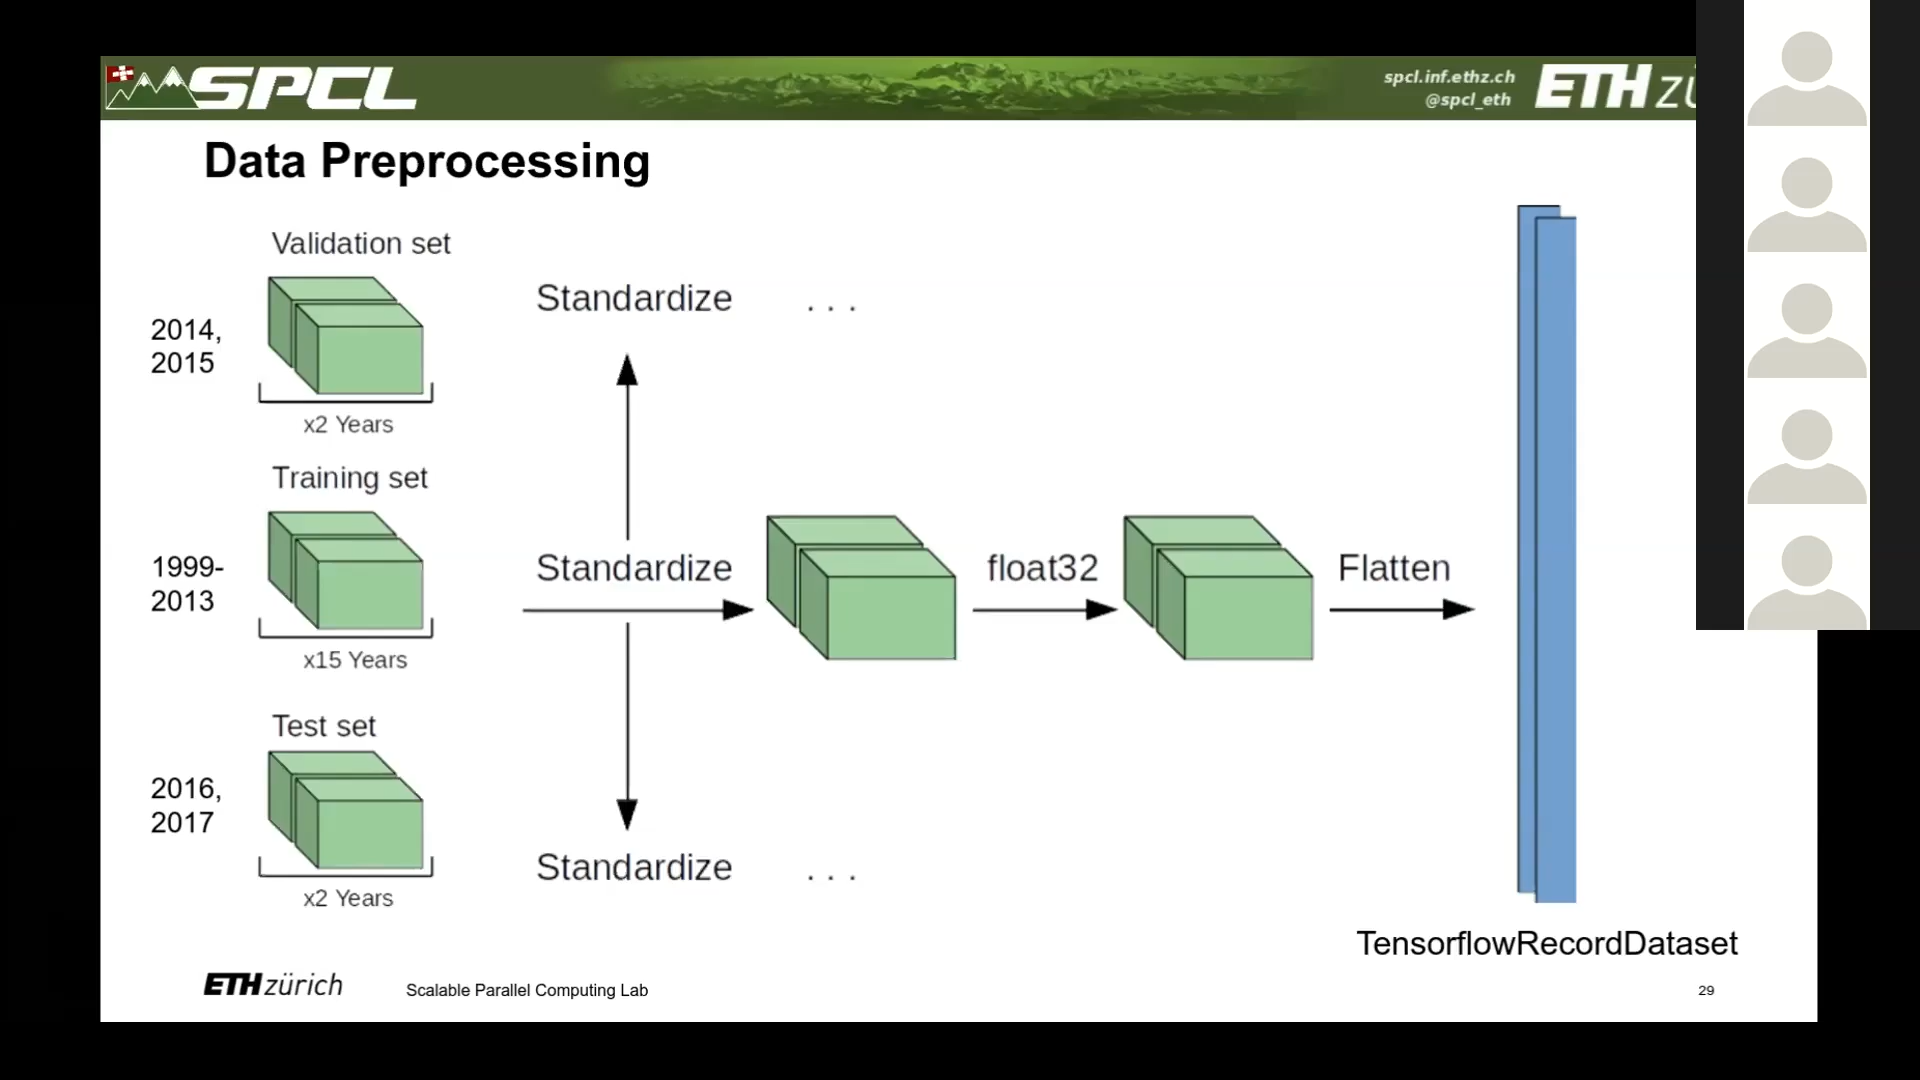 SPCL
spcl.inf.ethz.ch
@spcl_eth
ETH
Data Preprocessing
Validation set
2014,
2015
x2 Years
Standardize . . .
Training set
1999-
2013
x15 Years
Standardize
float32
Flatten
Test set
2016,
2017
x2 Years
Standardize . . .
TensorflowRecordDataset
ETH zürich
Scalable Parallel Computing Lab
29